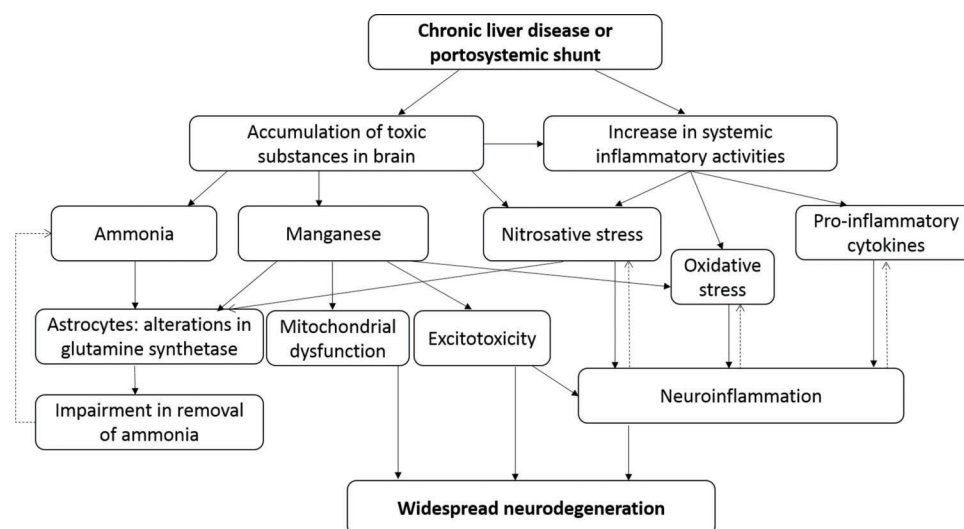 Chronic liver disease or
portosystemic shunt
Accumulation of toxic
substances in brain
Increase in systemic
inflammatory activities
Ammonia
Manganese
Nitrosative stress
Pro-inflammatory
cytokines
Oxidative
stress
Astrocytes: alterations in
glutamine synthetase
Mitochondrial
dysfunction
Excitotoxicity
Impairment in removal
of ammonia
Neuroinflammation
Widespread neurodegeneration